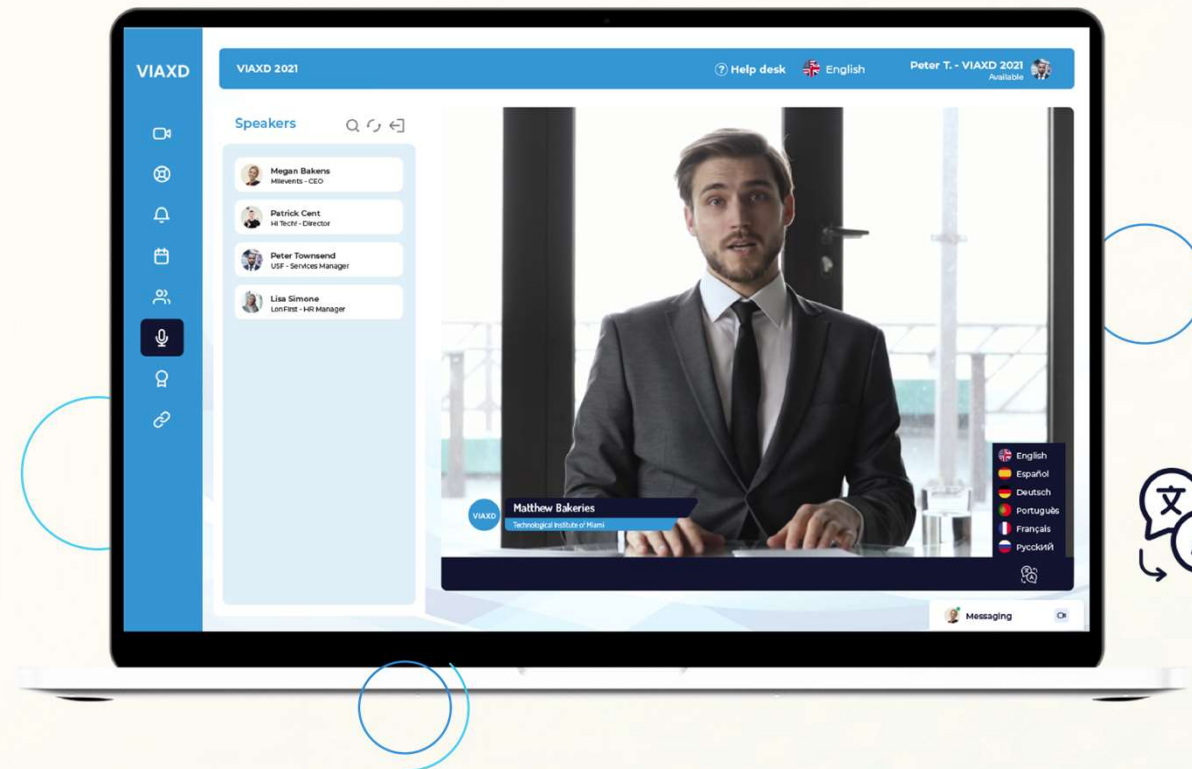 VIAXD
VIAXD 2021
Help desk
English
Peter T. - VIAXD 2021
Available
Speakers
Megan Bakens
Milevents - CEO
Patrick Cent
Hi Tech! - Director
Peter Townsend
USF - Services Manager
Lisa Simone
LonFirst - HR Manager
VIAXD
Matthew Bakeries
Technological Institute of Miami
English
Español
Deutsch
Portuguès
Français
РусскИЙ
Messaging